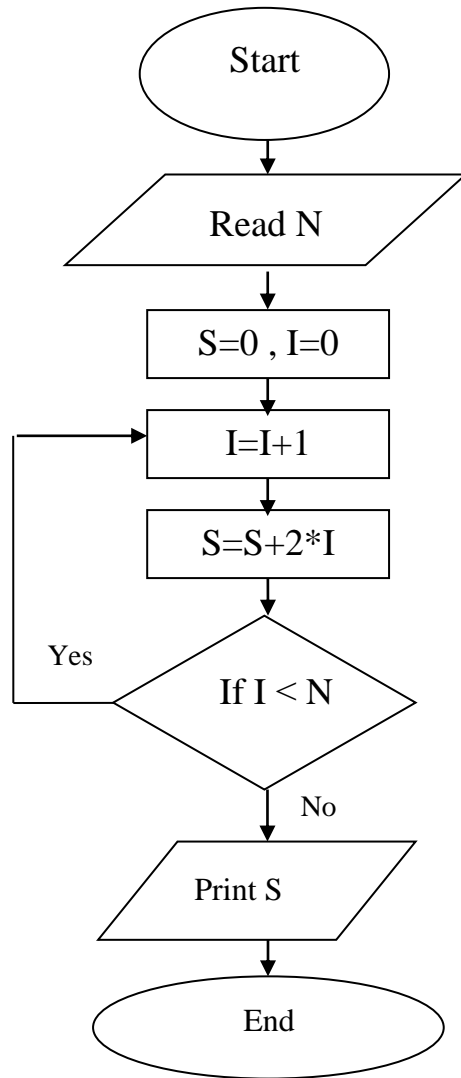 Start
Read N
S=0 , I=0
I=I+1
S=S+2*I
Yes
If I < N
No
Print S
End